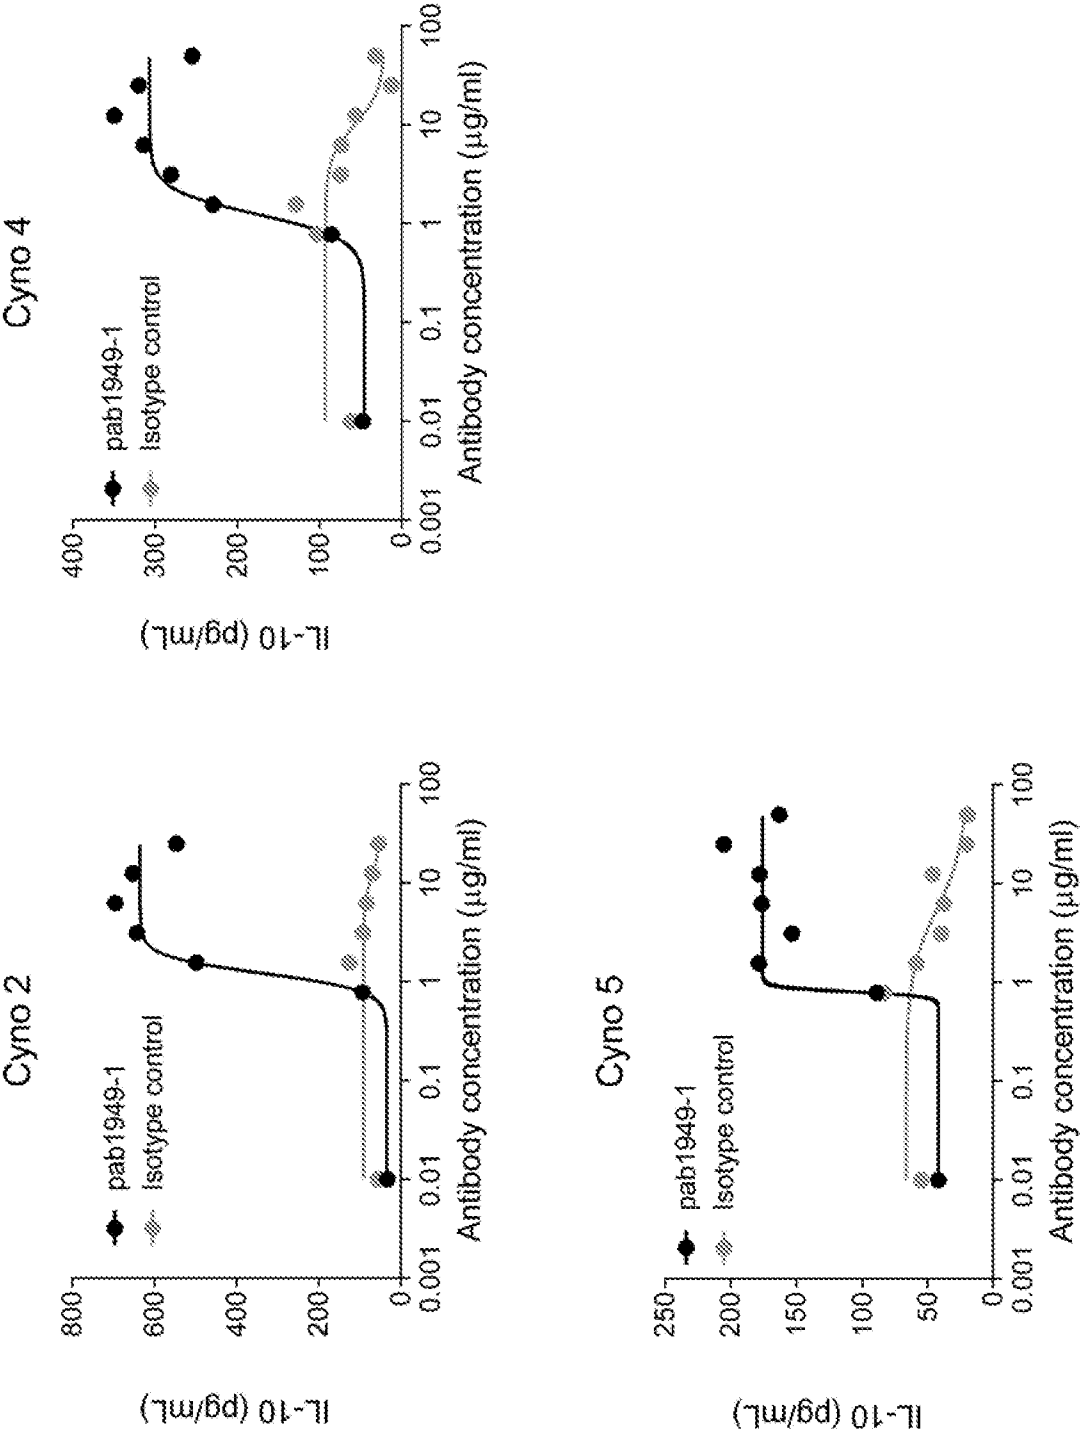 Cyno 2
IL-10 (pg/mL)
800
600
400
200
0
pab1949-1
Isotype control
0.001
0.01
0.1
1
10
100
Antibody concentration (µg/ml)
Cyno 4
IL-10 (pg/mL)
400
300
200
100
0
pab1949-1
Isotype control
0.001
0.01
0.1
1
10
100
Antibody concentration (µg/ml)
Cyno 5
IL-10 (pg/mL)
250
200
150
100
50
0
pab1949-1
Isotype control
0.001
0.01
0.1
1
10
100
Antibody concentration (µg/ml)